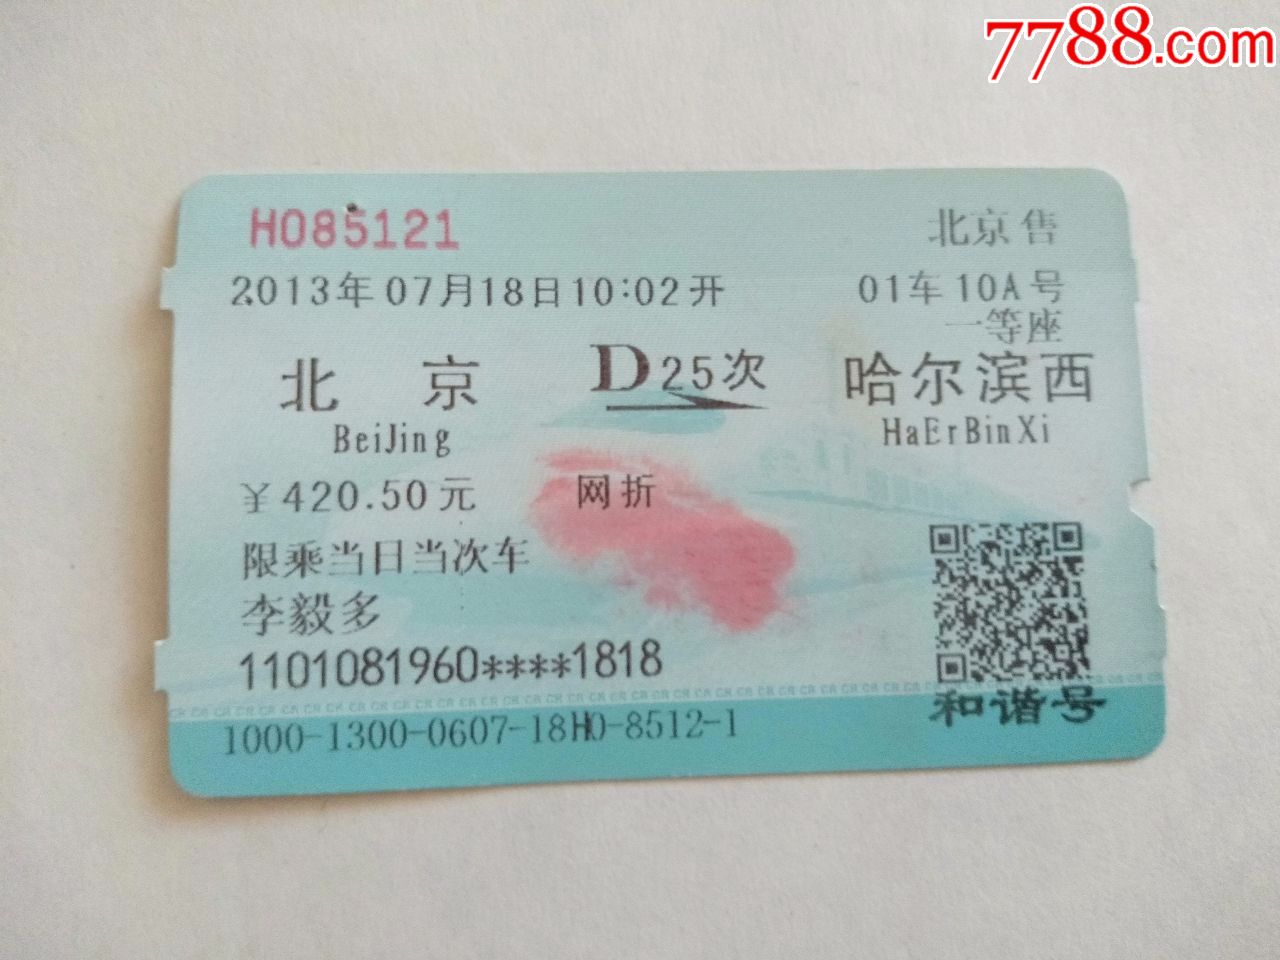 7788.com
H085121
北京售
2013年07月18日10:02开
01车10A号
一等座
北京
D25次
哈尔滨西
BeiJing
HaErBinXi
￥420.50元
网折
限乘当日当次车
李毅多
1101081960****1818
和谐号
1000-1300-0607-18H0-8512-1